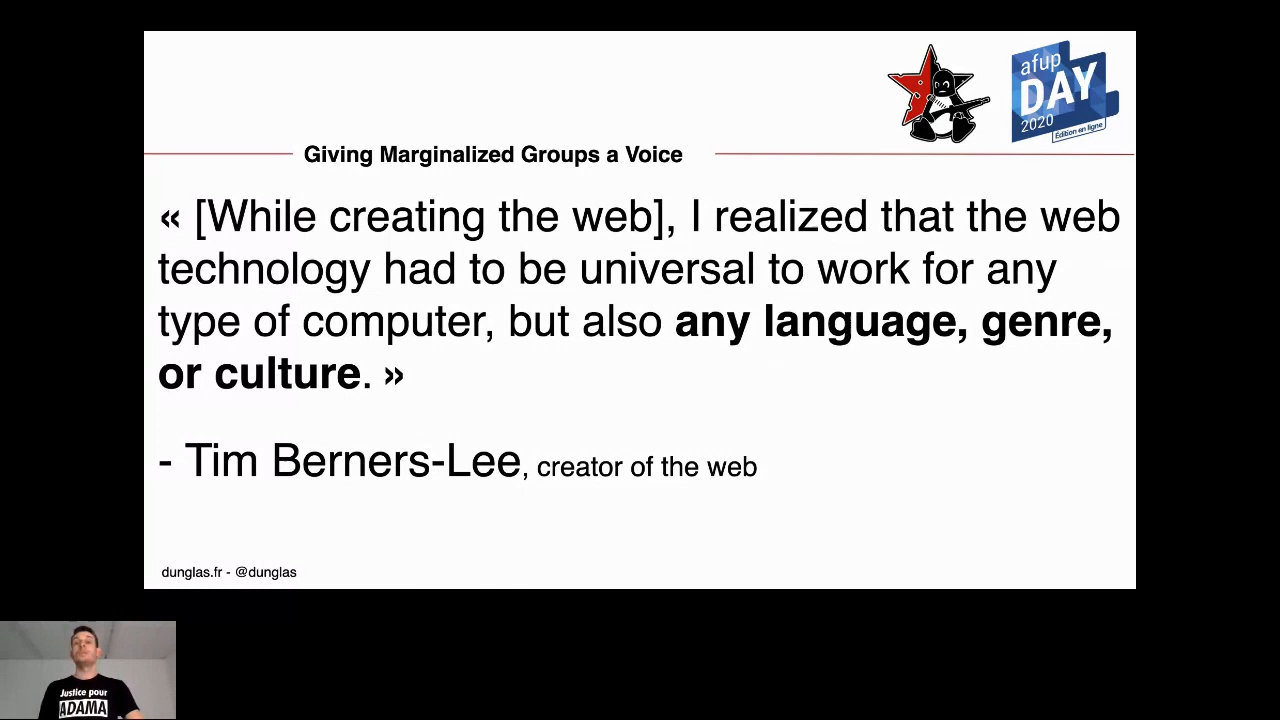 afup
DAY
2020
Édition en ligne
Giving Marginalized Groups a Voice
« [While creating the web], I realized that the web
technology had to be universal to work for any
type of computer, but also any language, genre,
or culture. »
- Tim Berners-Lee, creator of the web
dunglas.fr - @dunglas
Justice pour
ADAMA